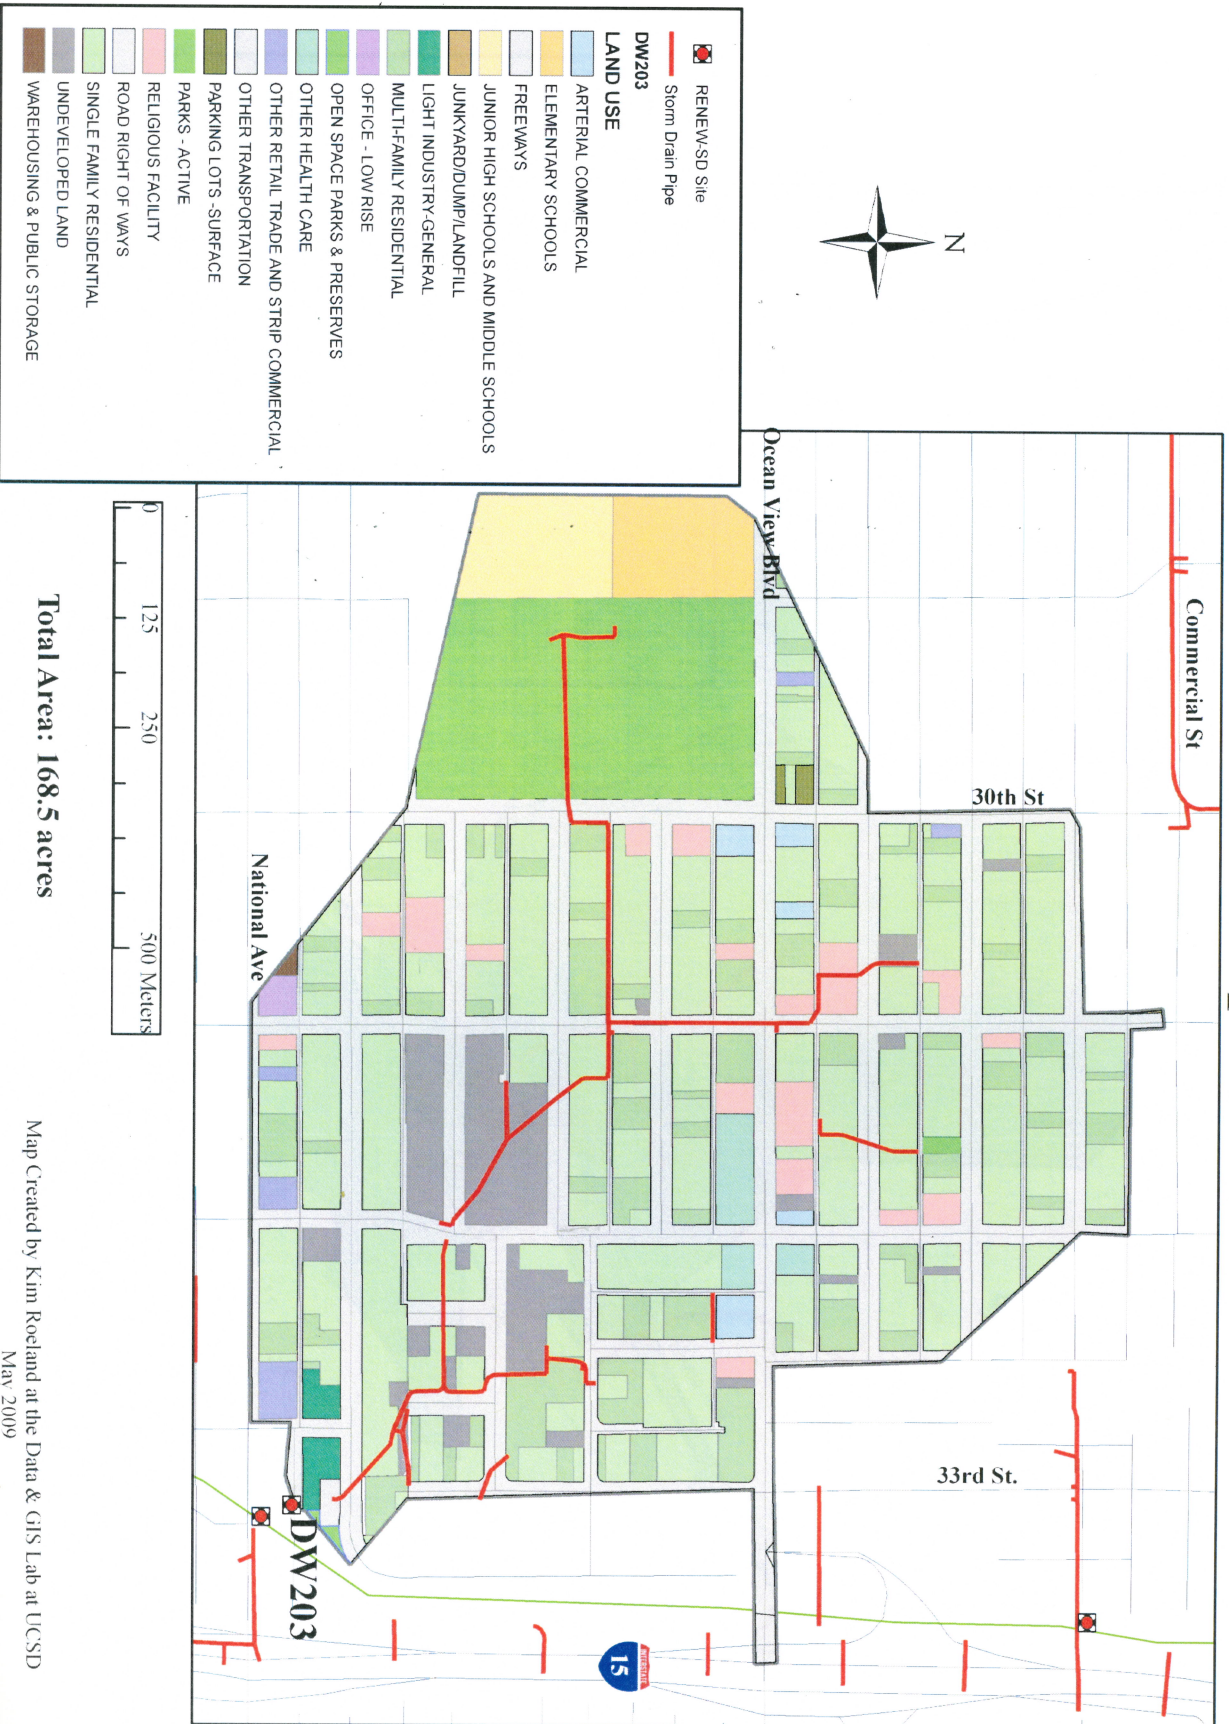 N
RENEW-SD Site
Storm Drain Pipe
DW203
LAND USE
ARTERIAL COMMERCIAL
ELEMENTARY SCHOOLS
FREEWAYS
JUNIOR HIGH SCHOOLS AND MIDDLE SCHOOLS
JUNKYARD/DUMP/LANDFILL
LIGHT INDUSTRY-GENERAL
MULTI-FAMILY RESIDENTIAL
OFFICE - LOW RISE
OPEN SPACE PARKS & PRESERVES
OTHER HEALTH CARE
OTHER RETAIL TRADE AND STRIP COMMERCIAL
OTHER TRANSPORTATION
PARKING LOTS -SURFACE
PARKS - ACTIVE
RELIGIOUS FACILITY
ROAD RIGHT OF WAYS
SINGLE FAMILY RESIDENTIAL
UNDEVELOPED LAND
WAREHOUSING & PUBLIC STORAGE
Commercial St
30th St
Ocean View Blvd
33rd St.
National Ave
DW203
INTERSTATE
15
0 125 250 500 Meters
Total Area: 168.5 acres
Map Created by Kim Roeland at the Data & GIS Lab at UCSD
May 2009